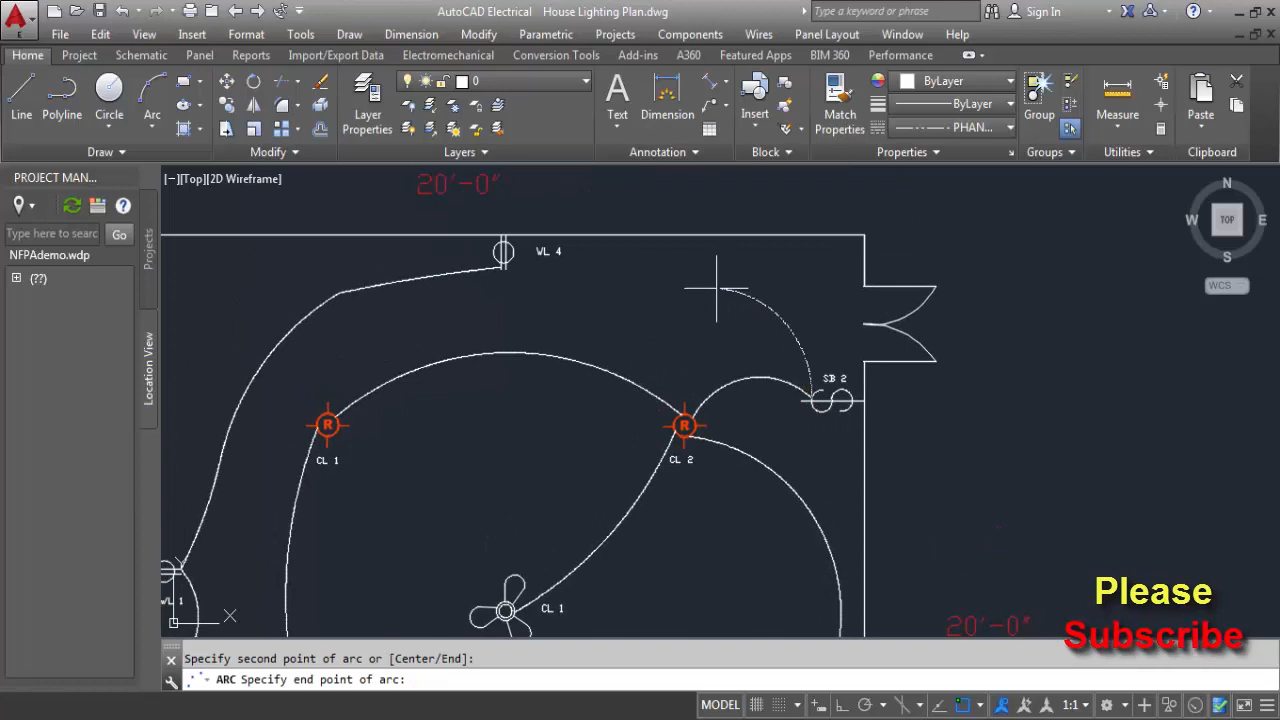 AutoCAD Electrical House Lighting Plan.dwg
Type a keyword or phrase
Sign In
File Edit View Insert Format Tools Draw Dimension Modify Parametric Projects Components Wires Panel Layout Window Help
Home Project Schematic Panel Reports Import/Export Data Electromechanical Conversion Tools Add-ins A360 Featured Apps BIM 360 Performance
E
0
ByLayer
ByLayer
PHAN...
Line Polyline Circle Arc
Layer Properties
Text Dimension
Insert
Match Properties
Group
Measure
Paste
Draw Modify Layers Annotation Block Properties Groups Utilities Clipboard
PROJECT MAN...
Type here to searc
Go
NFPAdemo.wdp
(??)
Projects
Location View
[−][Top][2D Wireframe]
20'-0"
N
W TOP E
S
WCS
WL 4
SB 2
R
CL 1
R
CL 2
WL 1
Y
X
CL 1
20'-0"
Please
Subscribe
Specify second point of arc or [Center/End]:
ARC Specify end point of arc:
MODEL
1:1